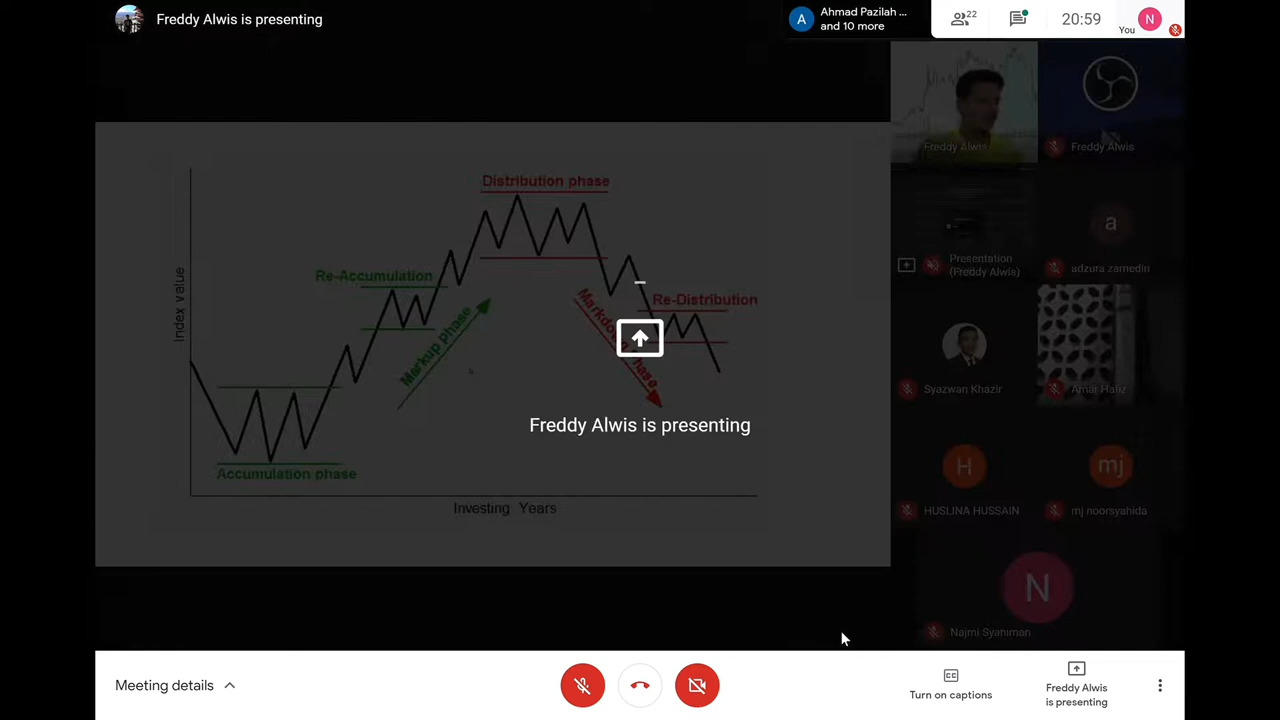 Freddy Alwis is presenting
A
Ahmad Pazilah ...
and 10 more
22
20:59
You
N
Freddy Alwis
Freddy Alwis
Presentation
(Freddy Alwis)
a
adzura zamedin
Syazwan Khazir
Amar Hafiz
H
HUSLINA HUSSAIN
mj
mj noorsyahida
N
Najmi Syahiman
Distribution phase
Re-Accumulation
Re-Distribution
Index value
Markup phase
Markdown phase
Accumulation phase
Investing Years
Freddy Alwis is presenting
Meeting details
CC
Turn on captions
Freddy Alwis
is presenting